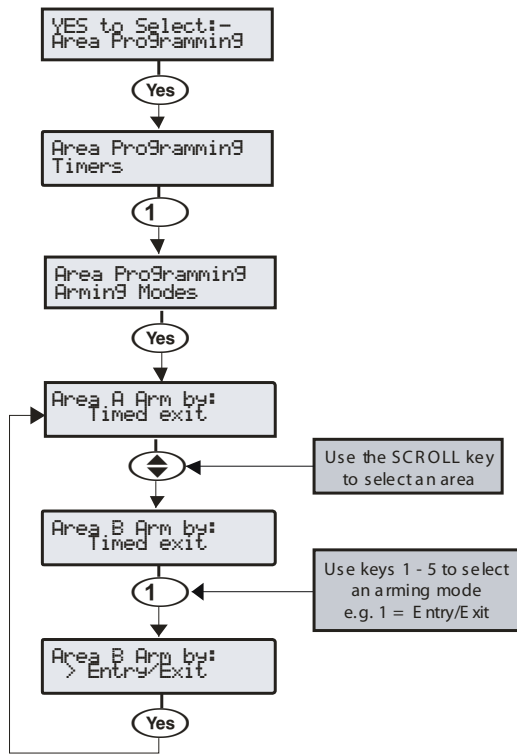 YES to Select:-
Area Programming
Yes
Area Programming
Timers
1
Area Programming
Arming Modes
Yes
Area A Arm by:
Timed exit
Use the SCROLL key
to select an area
Area B Arm by:
Timed exit
1
Use keys 1 - 5 to select
an arming mode
e.g. 1 = Entry/Exit
Area B Arm by:
> Entry/Exit
Yes